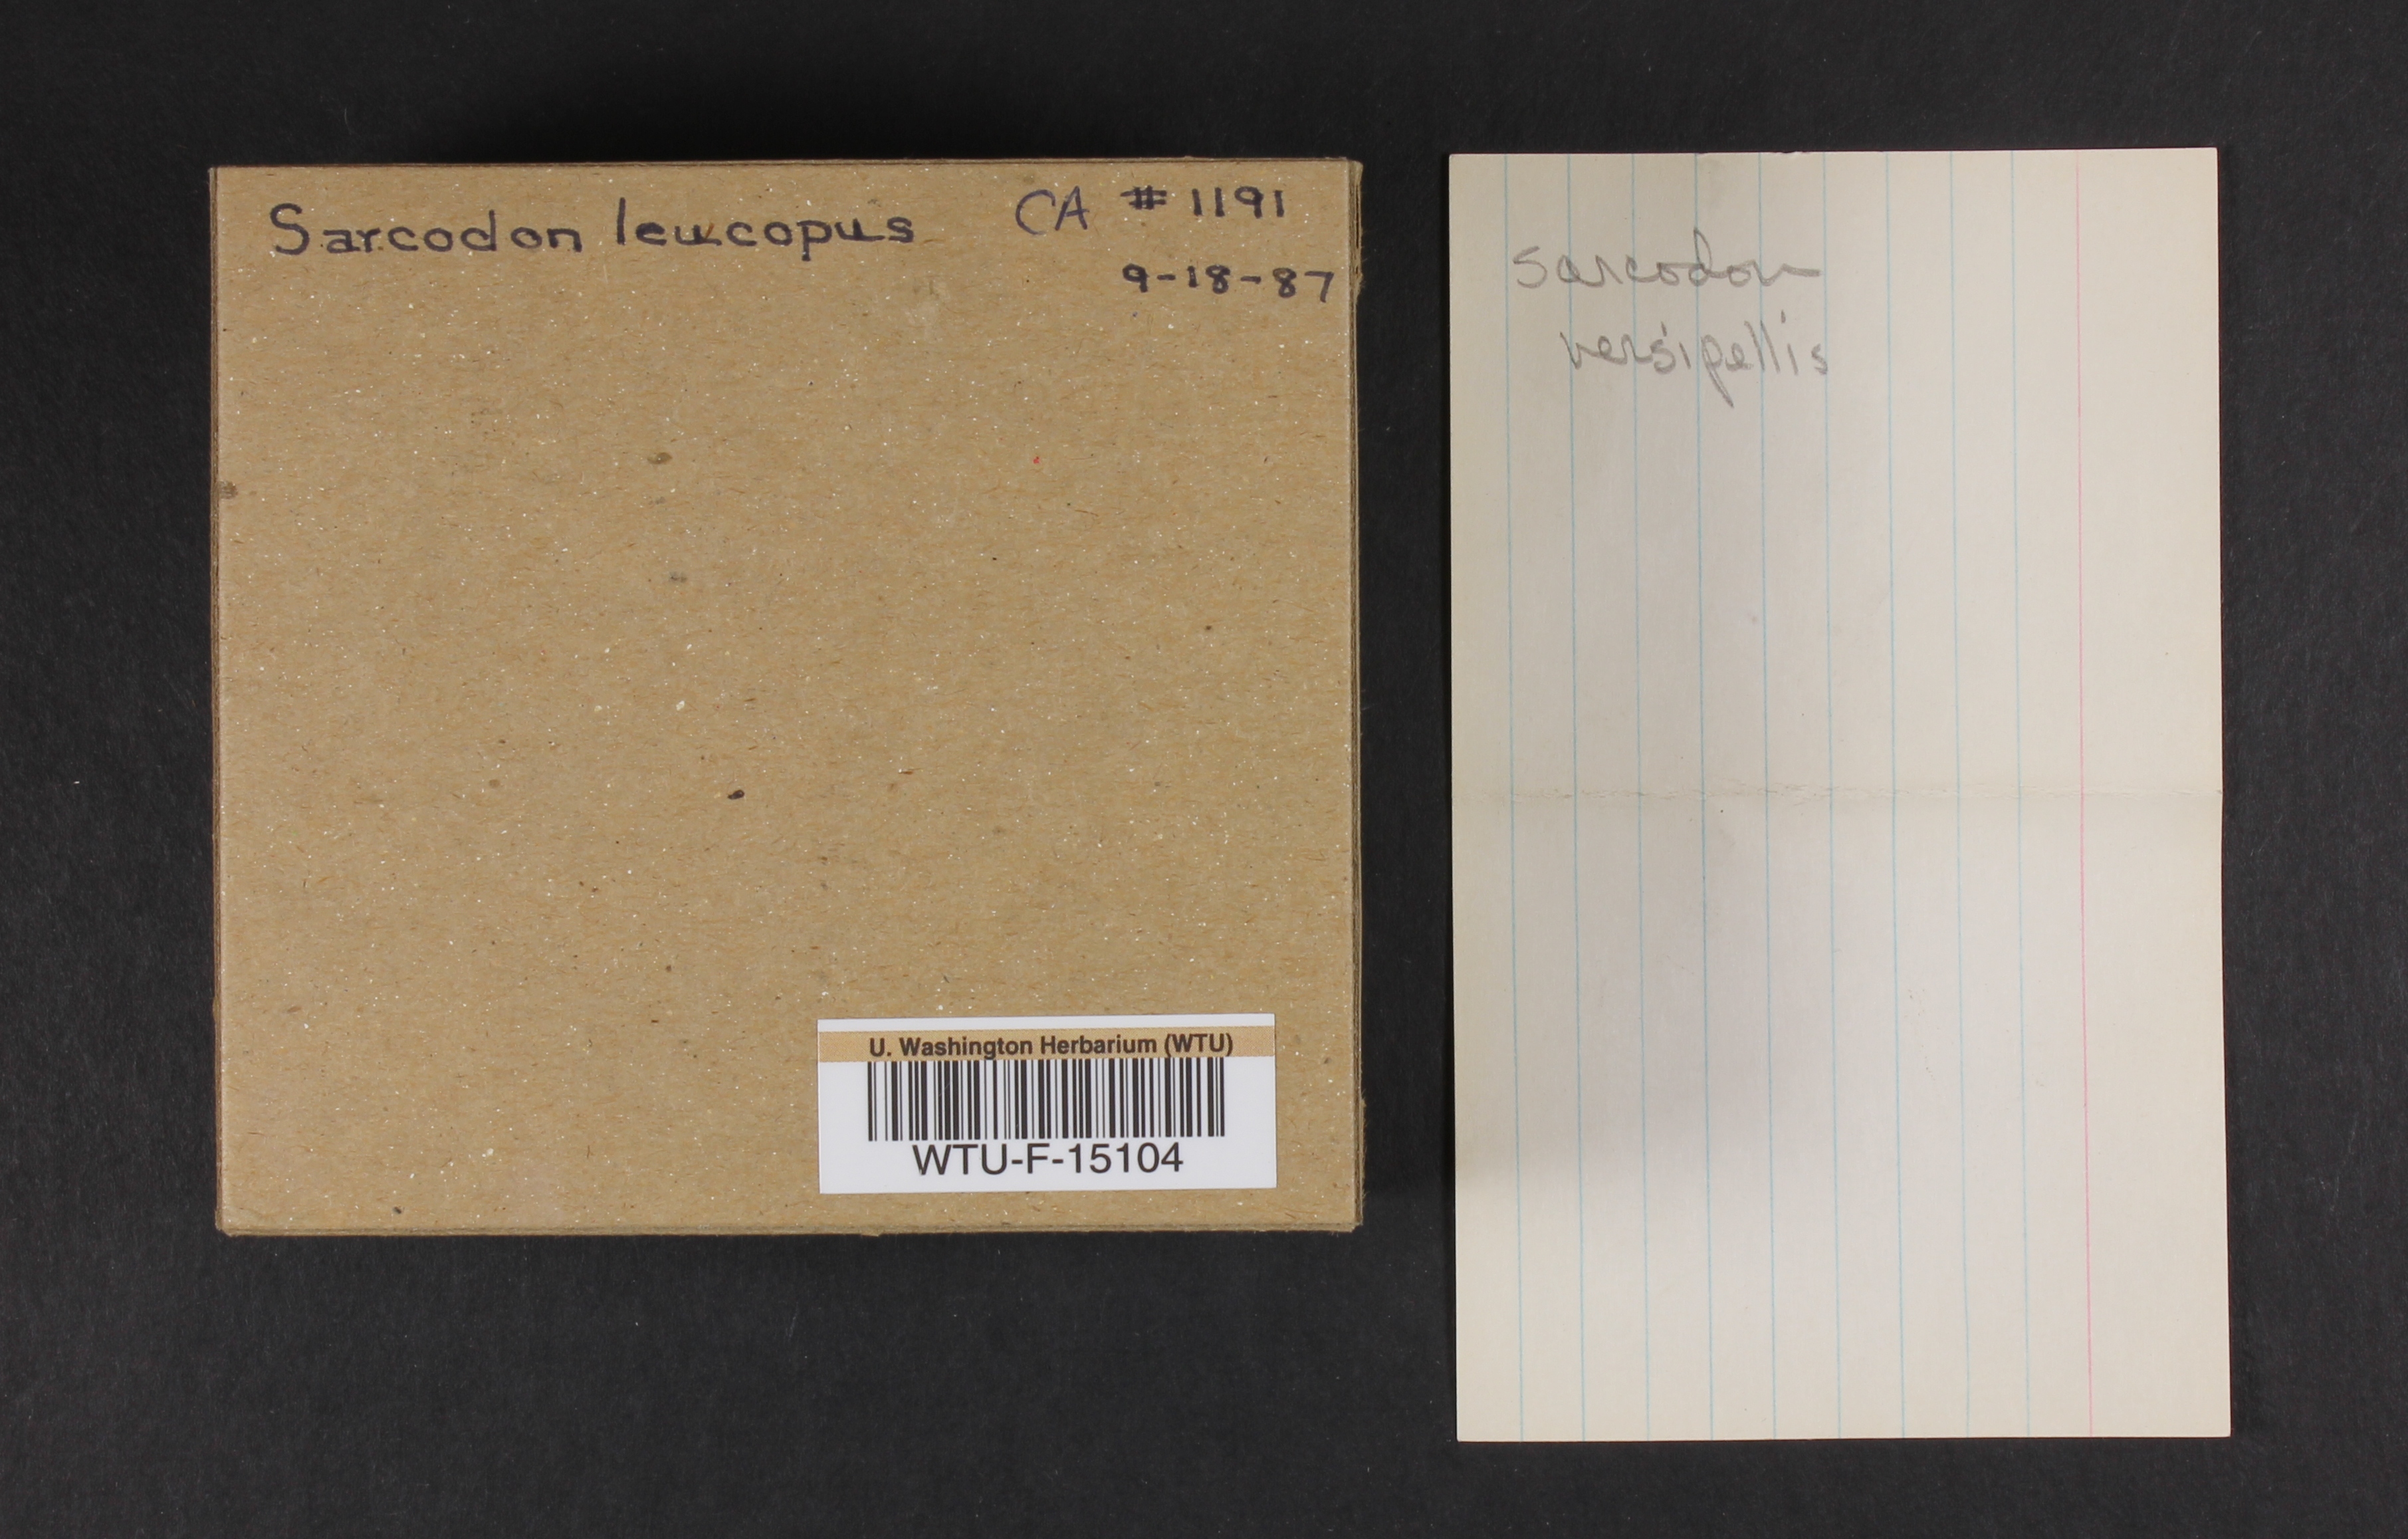 Sarcodon leucopus
CA # 1191
9-18-87
U. Washington Herbarium (WTU)
WTU-F-15104
Sarcodon
versipellis